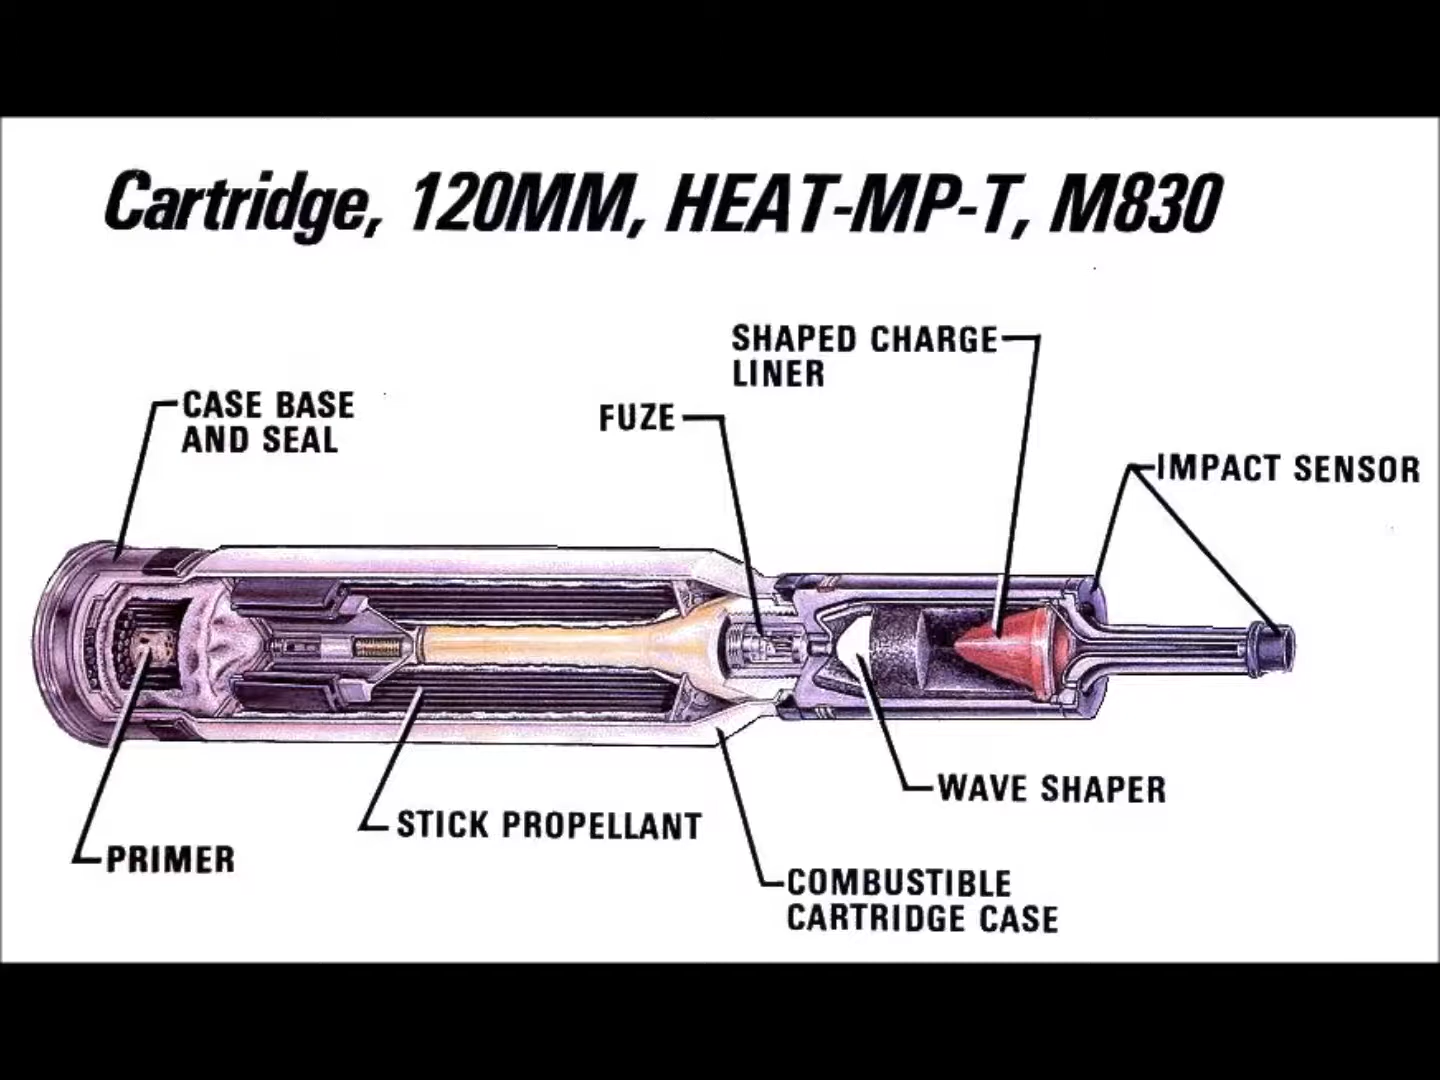 Cartridge, 120MM, HEAT-MP-T, M830
SHAPED CHARGE
LINER
CASE BASE
AND SEAL
FUZE
IMPACT SENSOR
WAVE SHAPER
STICK PROPELLANT
PRIMER
COMBUSTIBLE
CARTRIDGE CASE